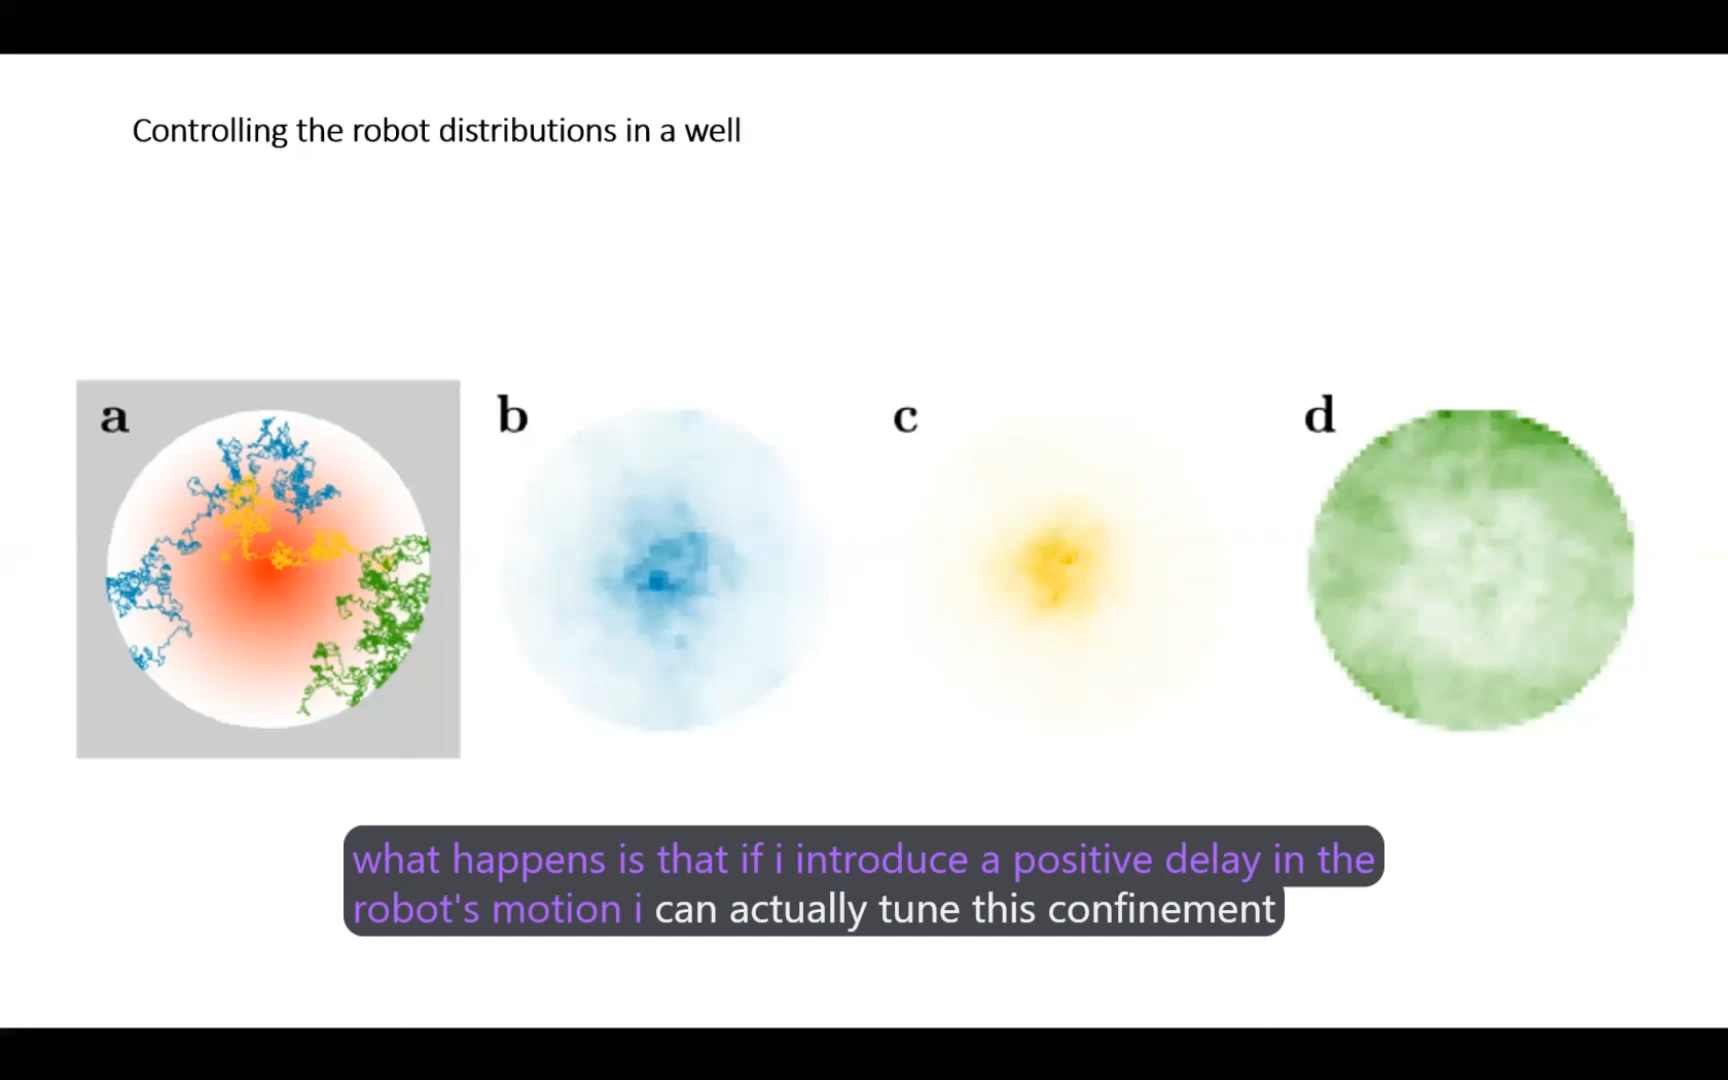 Controlling the robot distributions in a well
a
b
c
d
what happens is that if i introduce a positive delay in the
robot's motion i can actually tune this confinement